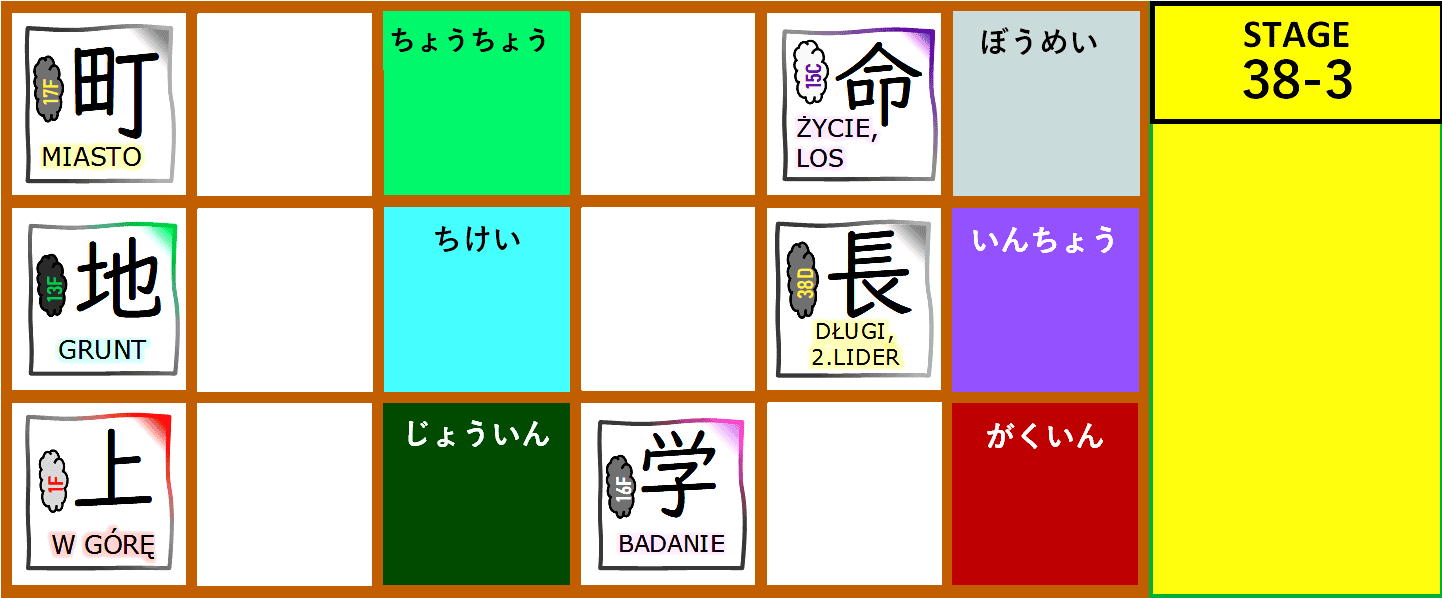 17F
町
MIASTO
ちょうちょう
15C
命
ŻYCIE,
LOS
ぼうめい
STAGE
38-3
13F
地
GRUNT
ちけい
38D
長
DŁUGI,
2.LIDER
いんちょう
1F
上
W GÓRĘ
じょういん
16F
学
BADANIE
がくいん